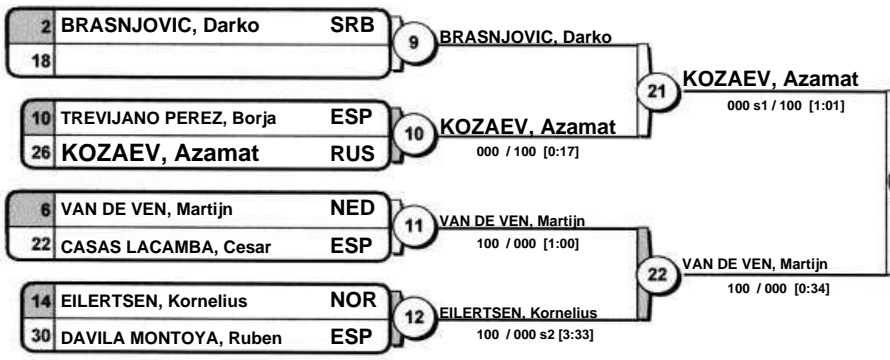 2 BRASNJOVIC, Darko SRB
18
9
BRASNJOVIC, Darko
10 TREVIJANO PEREZ, Borja ESP
26 KOZAEV, Azamat RUS
10
KOZAEV, Azamat
000 / 100 [0:17]
21
KOZAEV, Azamat
000 s1 / 100 [1:01]
6 VAN DE VEN, Martijn NED
22 CASAS LACAMBA, Cesar ESP
11
VAN DE VEN, Martijn
100 / 000 [1:00]
14 EILERTSEN, Kornelius NOR
30 DAVILA MONTOYA, Ruben ESP
12
EILERTSEN, Kornelius
100 / 000 s2 [3:33]
22
VAN DE VEN, Martijn
100 / 000 [0:34]